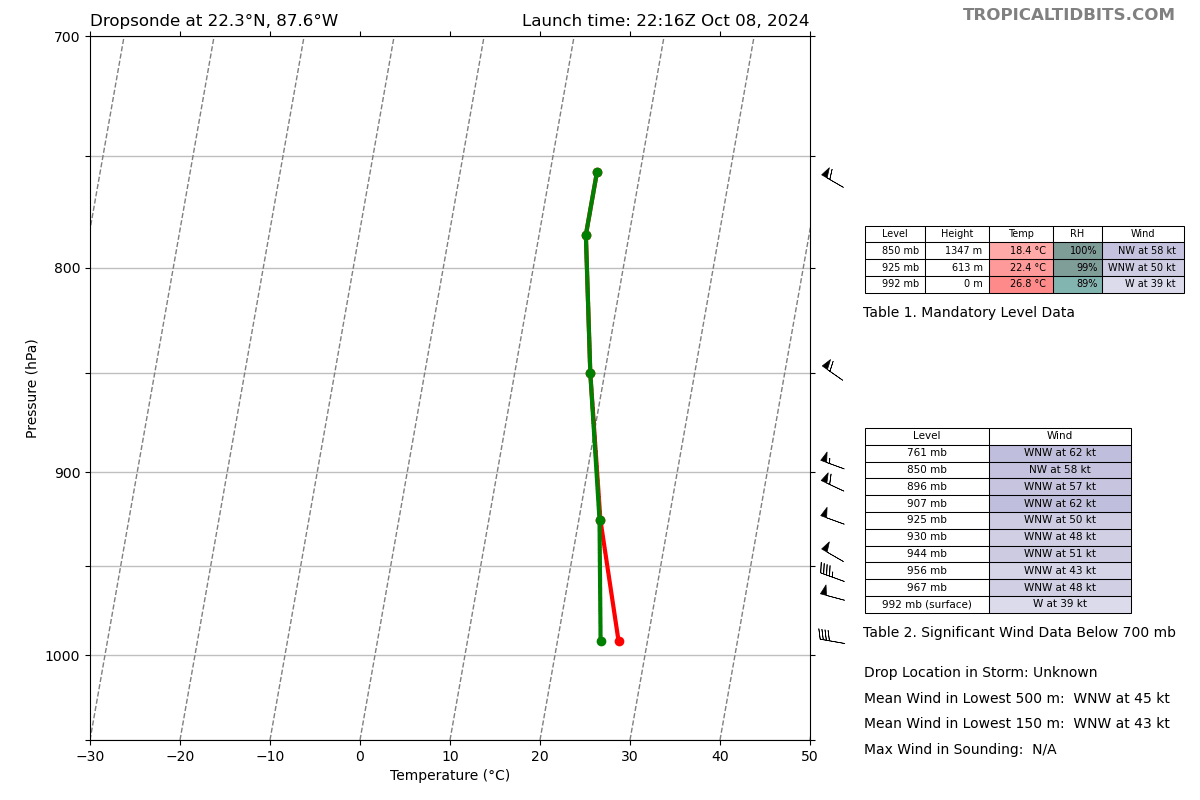 Dropsonde at 22.3°N, 87.6°W
Launch time: 22:16Z Oct 08, 2024
TROPICALTIDBITS.COM
700
800
900
1000
Pressure (hPa)
−30 −20 −10 0 10 20 30 40 50
Temperature (°C)
Level Height Temp RH Wind
850 mb 1347 m 18.4 °C 100% NW at 58 kt
925 mb 613 m 22.4 °C 99% WNW at 50 kt
992 mb 0 m 26.8 °C 89% W at 39 kt
Table 1. Mandatory Level Data
Level Wind
761 mb WNW at 62 kt
850 mb NW at 58 kt
896 mb WNW at 57 kt
907 mb WNW at 62 kt
925 mb WNW at 50 kt
930 mb WNW at 48 kt
944 mb WNW at 51 kt
956 mb WNW at 43 kt
967 mb WNW at 48 kt
992 mb (surface) W at 39 kt
Table 2. Significant Wind Data Below 700 mb
Drop Location in Storm: Unknown
Mean Wind in Lowest 500 m: WNW at 45 kt
Mean Wind in Lowest 150 m: WNW at 43 kt
Max Wind in Sounding: N/A